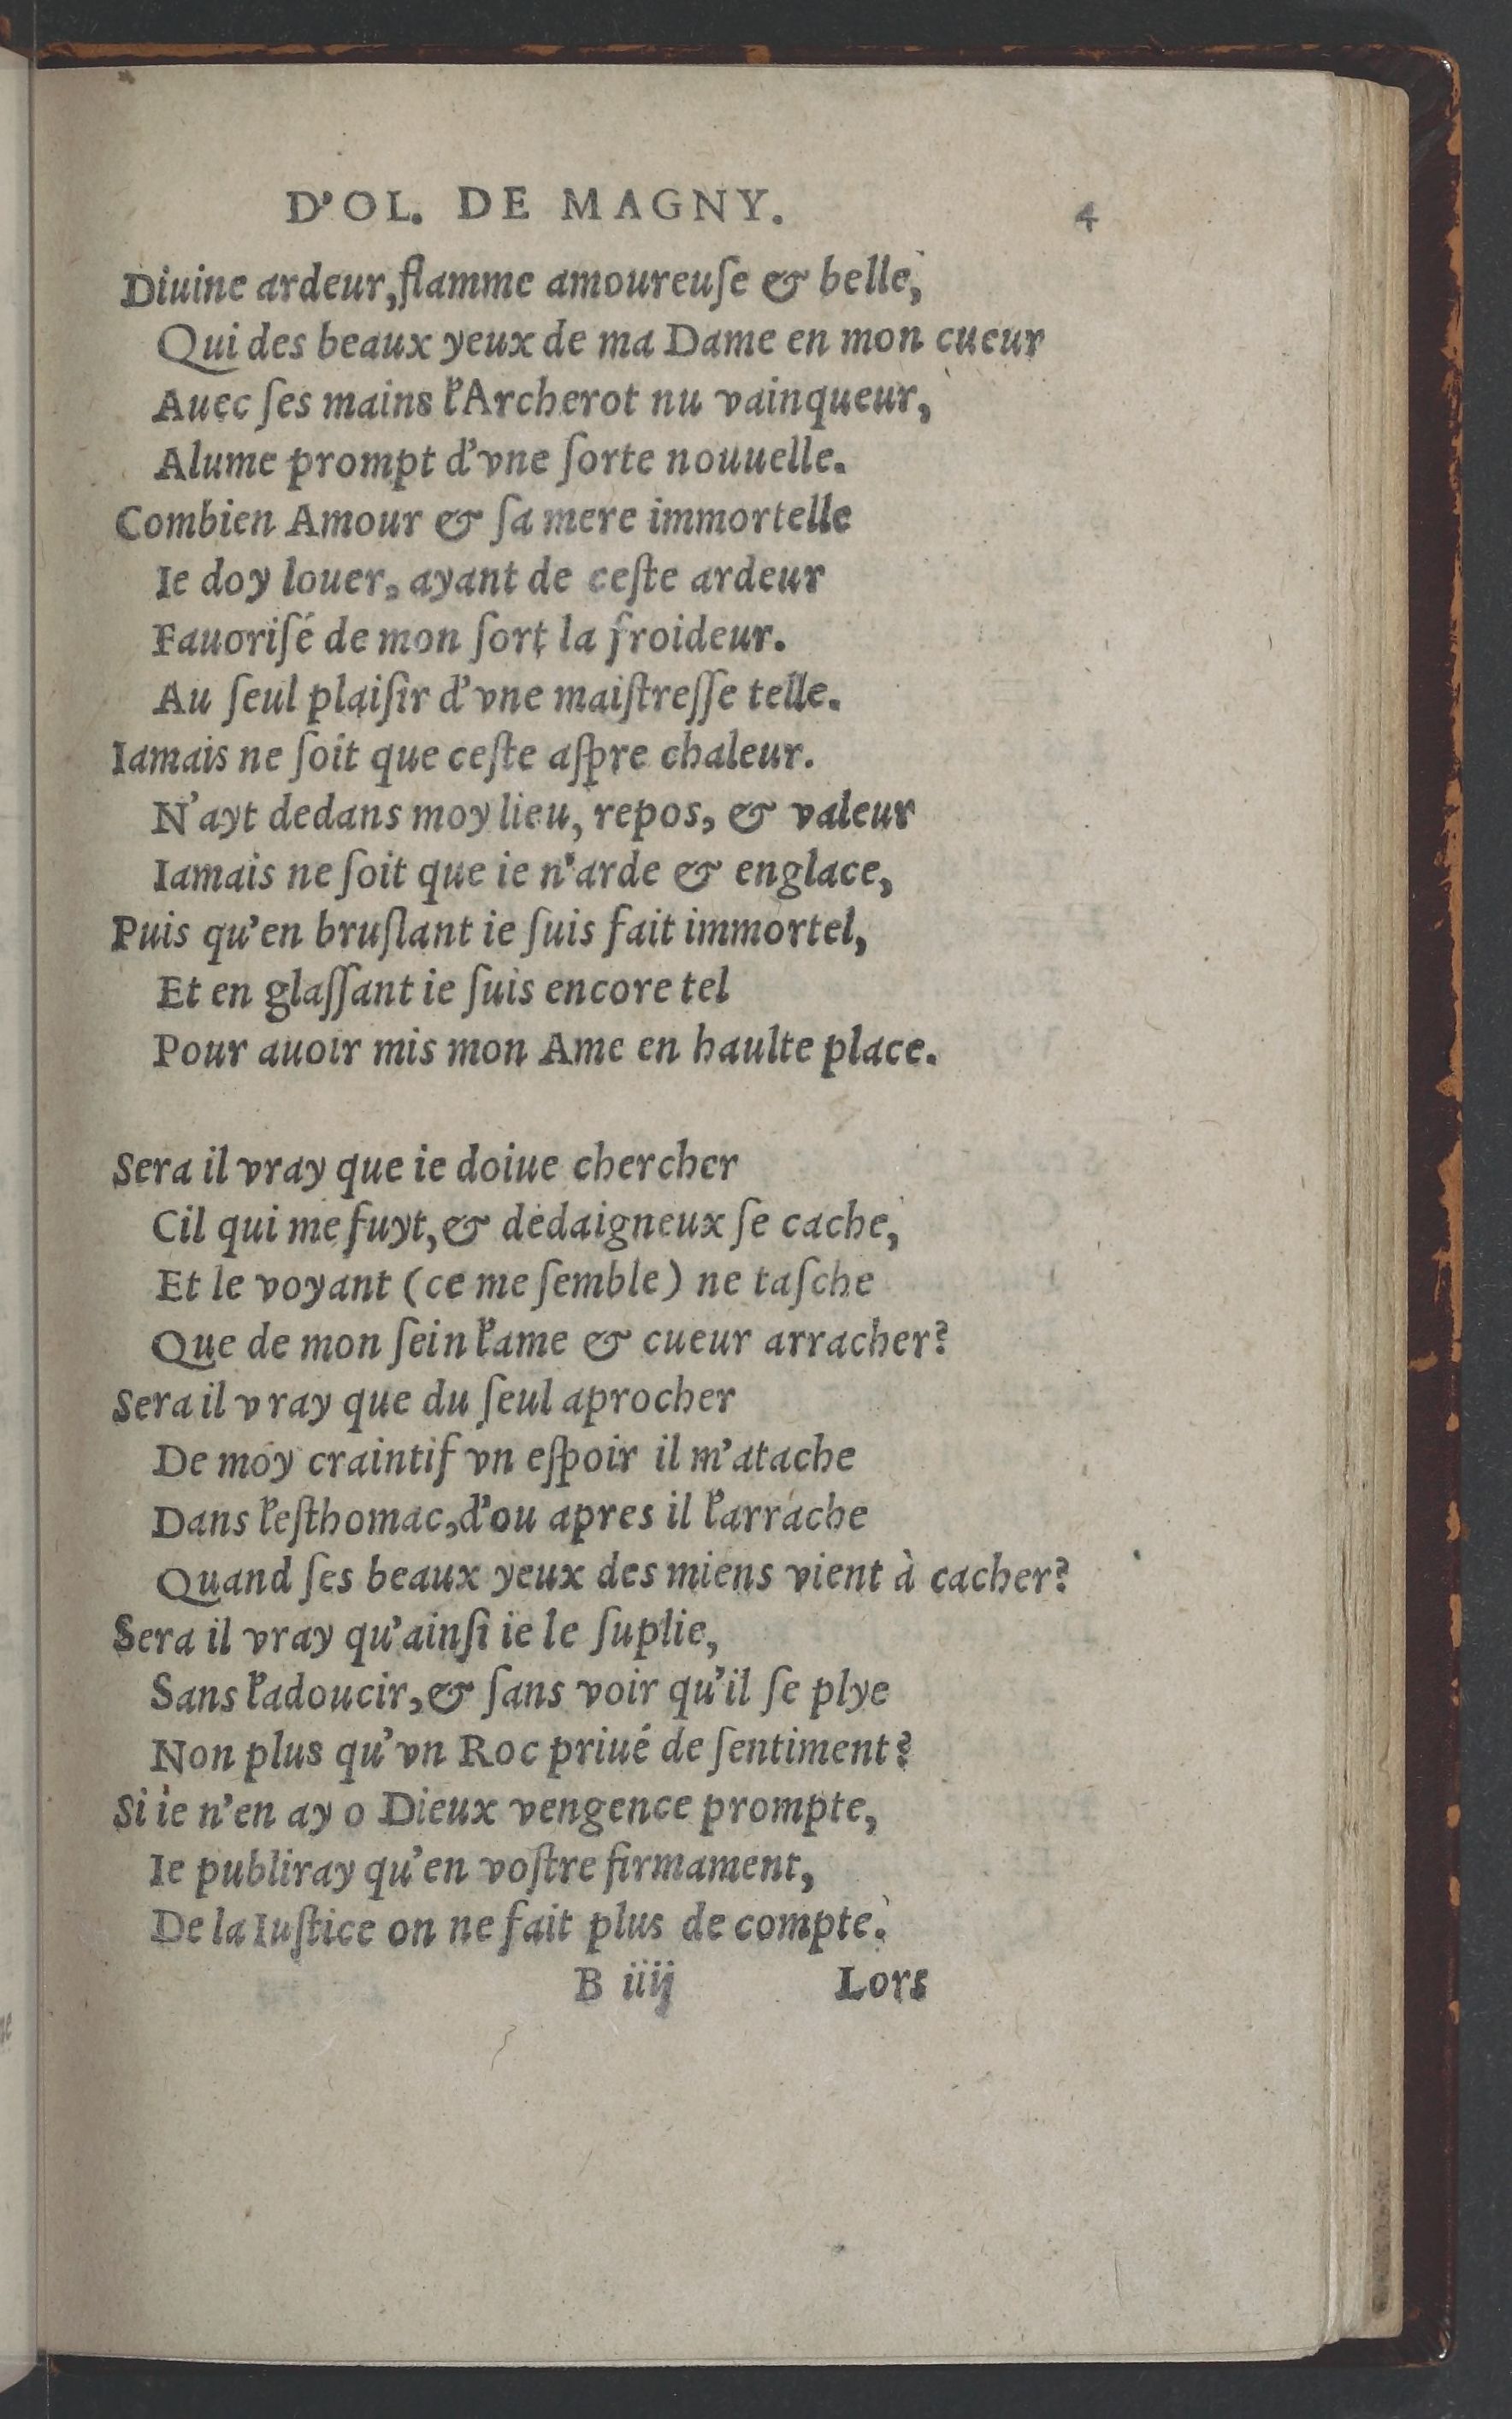 D'OL. DE MAGNY. 4
Diuine ardeur, flamme amoureuſe & belle,
Qui des beaux yeux de ma Dame en mon cueur
Auec ſes mains l'Archerot nu vainqueur,
Alume prompt d'vne ſorte nouuelle.
Combien Amour & ſa mere immortelle
Ie doy louer, ayant de ceſte ardeur
Fauoriſé de mon ſort la froideur.
Au ſeul plaiſir d'vne maiſtreſſe telle.
Iamais ne ſoit que ceſte aſpre chaleur.
N'ayt dedans moy lieu, repos, & valeur
Iamais ne ſoit que ie n'arde & englace,
Puis qu'en bruſlant ie ſuis fait immortel,
Et en glaſſant ie ſuis encore tel
Pour auoir mis mon Ame en haulte place.
Sera il vray que ie doiue chercher
Cil qui me fuyt, & dedaigneux ſe cache,
Et le voyant (ce me ſemble) ne taſche
Que de mon ſein l'ame & cueur arracher?
Sera il vray que du ſeul aprocher
De moy craintif vn eſpoir il m'atache
Dans l'eſthomac, d'ou apres il l'arrache
Quand ſes beaux yeux des miens vient à cacher?
Sera il vray qu'ainſi ie le ſuplie,
Sans l'adoucir, & ſans voir qu'il ſe plye
Non plus qu'vn Roc priué de ſentiment?
Si ie n'en ay o Dieux vengence prompte,
Ie publiray qu'en voſtre firmament,
De la Iuſtice on ne fait plus de compte.
B iiij Lors